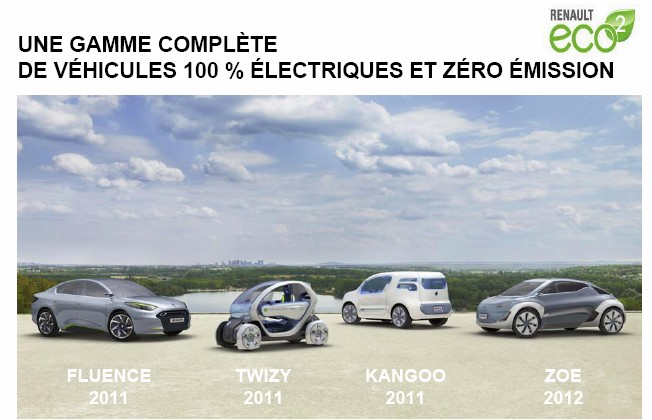 RENAULT
eco2
UNE GAMME COMPLÈTE
DE VÉHICULES 100 % ÉLECTRIQUES ET ZÉRO ÉMISSION
FLUENCE
2011
TWIZY
2011
KANGOO
2011
ZOE
2012